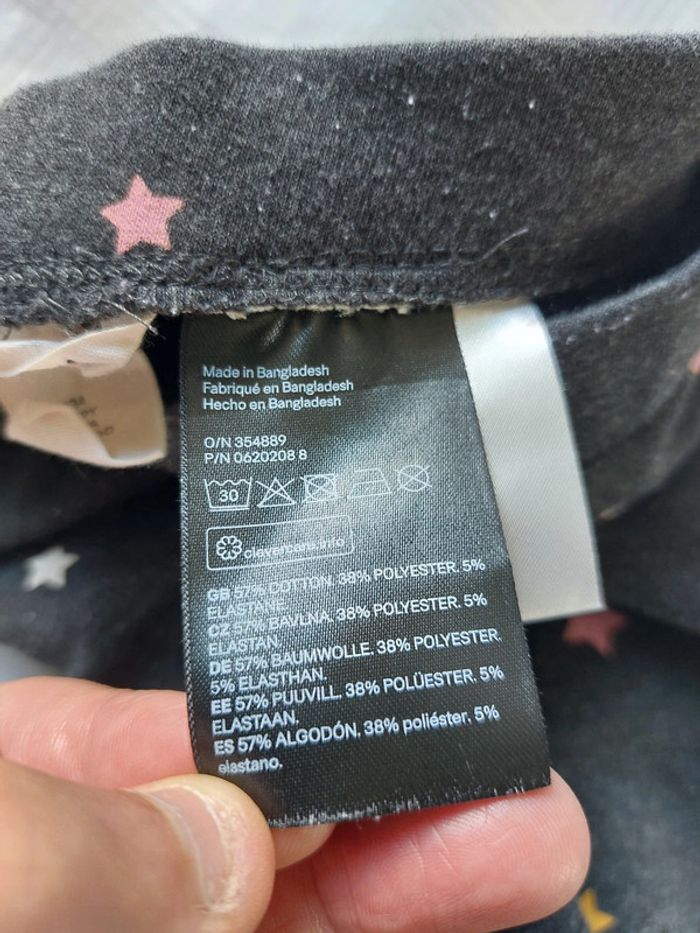 Made in Bangladesh
Fabriqué en Bangladesh
Hecho en Bangladesh
O/N 354889
P/N 0620208 8
30
clevercare.info
GB 57% COTTON. 38% POLYESTER. 5%
ELASTANE
CZ 57% BAVLNA. 38% POLYESTER. 5%
ELASTAN.
DE 57% BAUMWOLLE. 38% POLYESTER.
5% ELASTHAN.
EE 57% PUUVILL. 38% POLÜESTER. 5%
ELASTAAN.
ES 57% ALGODÓN. 38% poliéster. 5%
elastano.